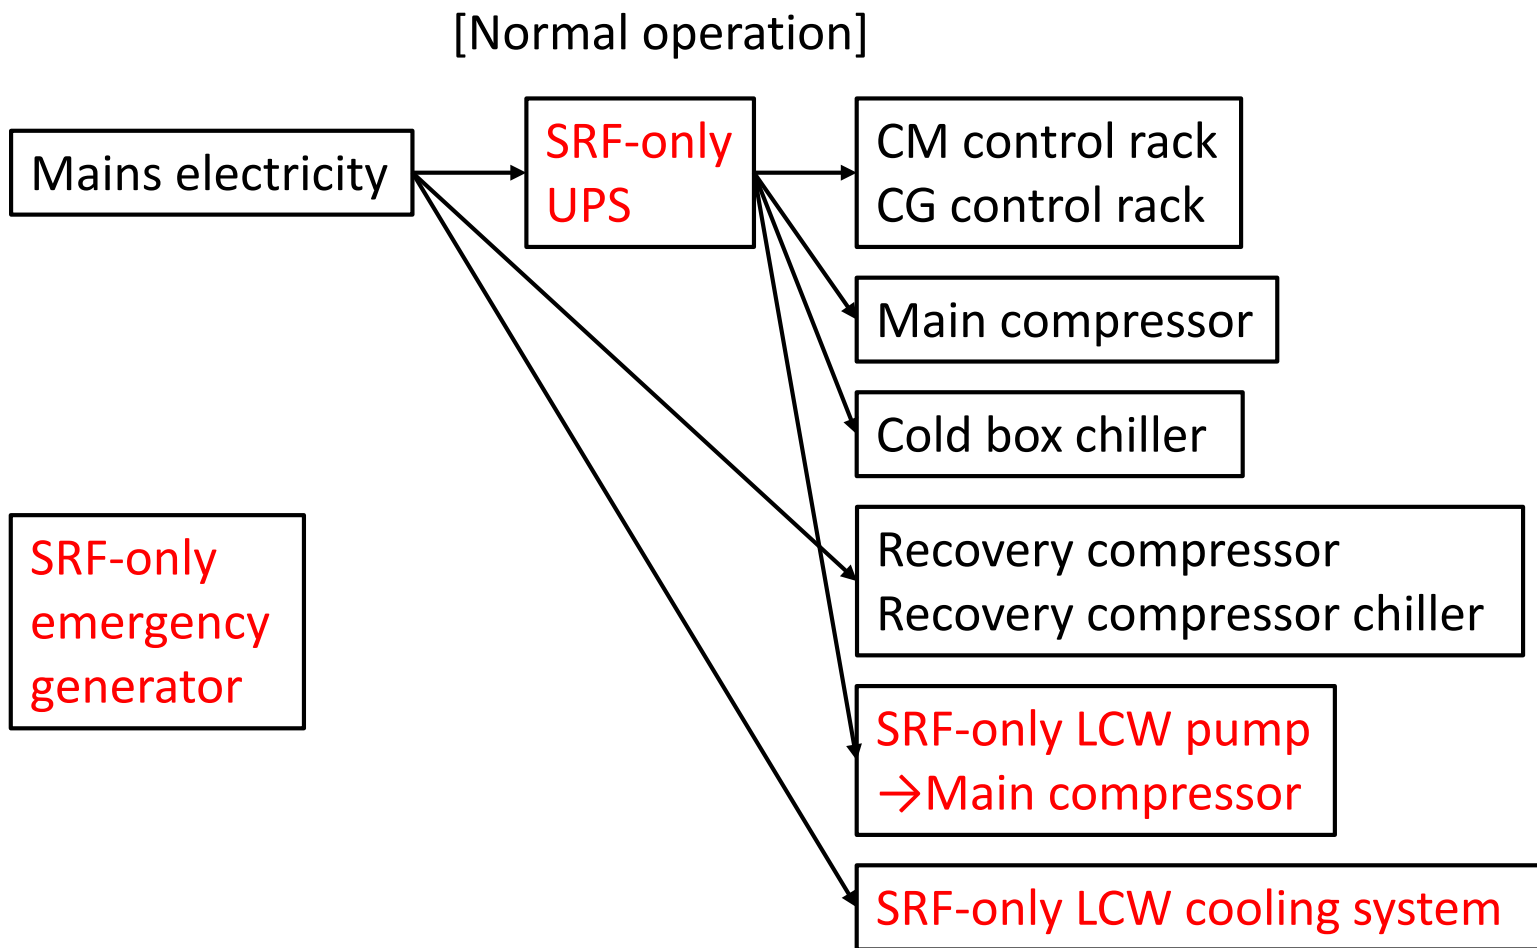 [Normal operation]
Mains electricity
SRF-only
UPS
CM control rack
CG control rack
Main compressor
Cold box chiller
SRF-only
emergency
generator
Recovery compressor
Recovery compressor chiller
SRF-only LCW pump
→Main compressor
SRF-only LCW cooling system